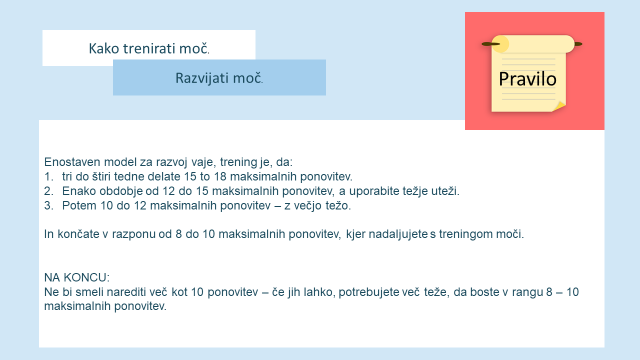 Kako trenirati moč.
Razvijati moč.
Pravilo
Enostaven model za razvoj vaje, trening je, da:
1. tri do štiri tedne delate 15 to 18 maksimalnih ponovitev.
2. Enako obdobje od 12 do 15 maksimalnih ponovitev, a uporabite težje uteži.
3. Potem 10 do 12 maksimalnih ponovitev – z večjo težo.
In končate v razponu od 8 do 10 maksimalnih ponovitev, kjer nadaljujete s treningom moči.
NA KONCU:
Ne bi smeli narediti več kot 10 ponovitev – če jih lahko, potrebujete več teže, da boste v rangu 8 – 10
maksimalnih ponovitev.